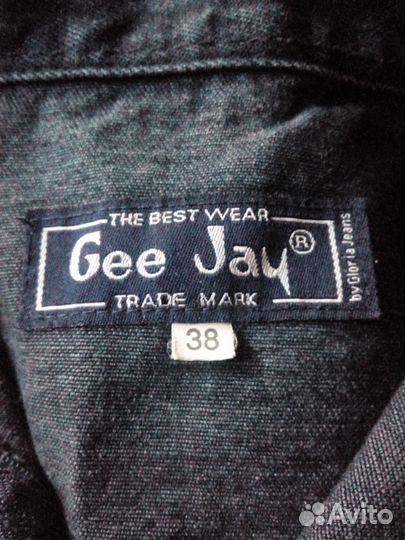 THE BEST WEAR
Gee Jay®
TRADE MARK
by Gloria Jeans
38
Avito